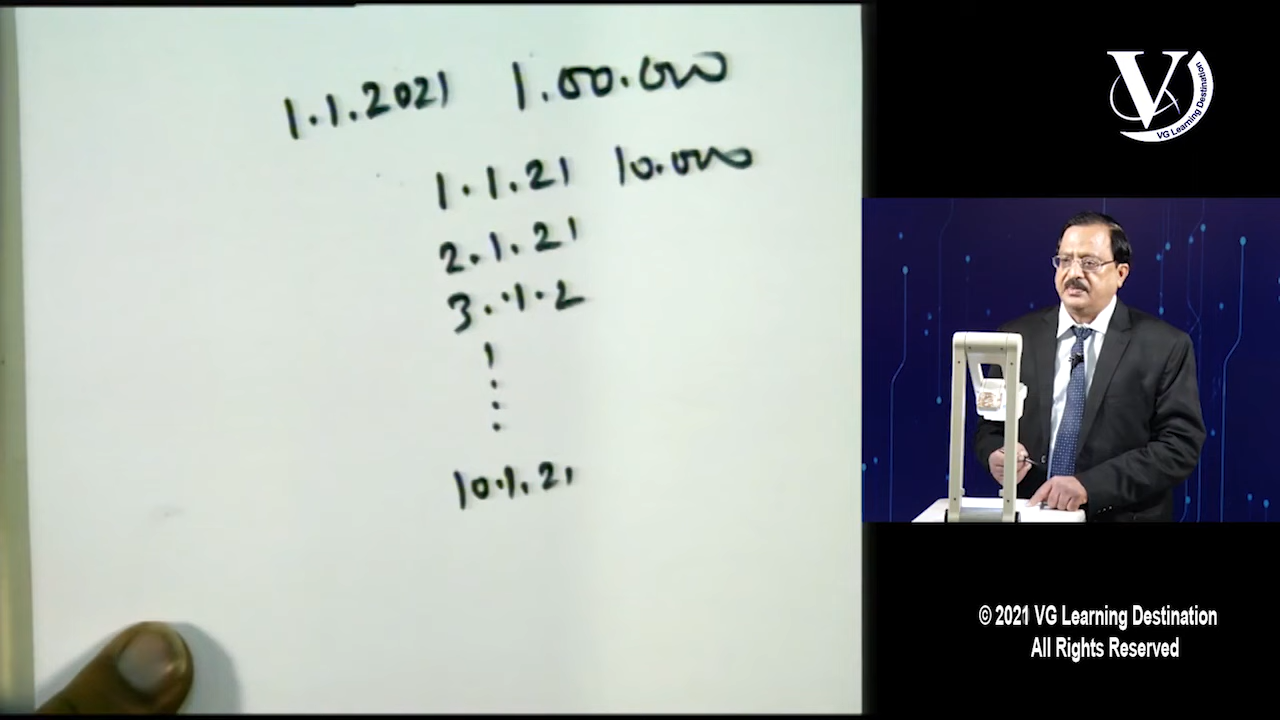 1.1.2021 1.00.000
1.1.21 10.000
2.1.21
3.1.2
10.1.21
V
VG Learning Destination
© 2021 VG Learning Destination
All Rights Reserved